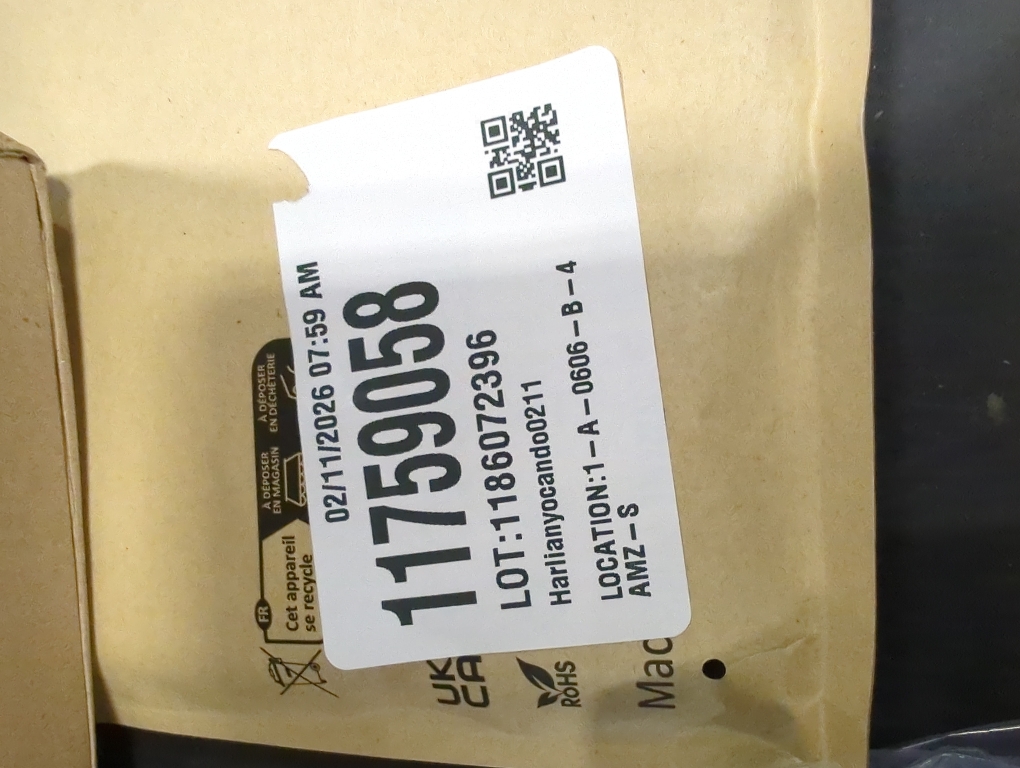 02/11/2026 07:59 AM
11759058
LOT:1186072396
Harlianyocando0211
LOCATION:1-A-0606-B-4
AMZ-S
FR
Cet appareil
se recycle
À DÉPOSER
EN MAGASIN
À DÉPOSER
EN DÉCHÈTERIE
UK
CA
RoHS
Mad